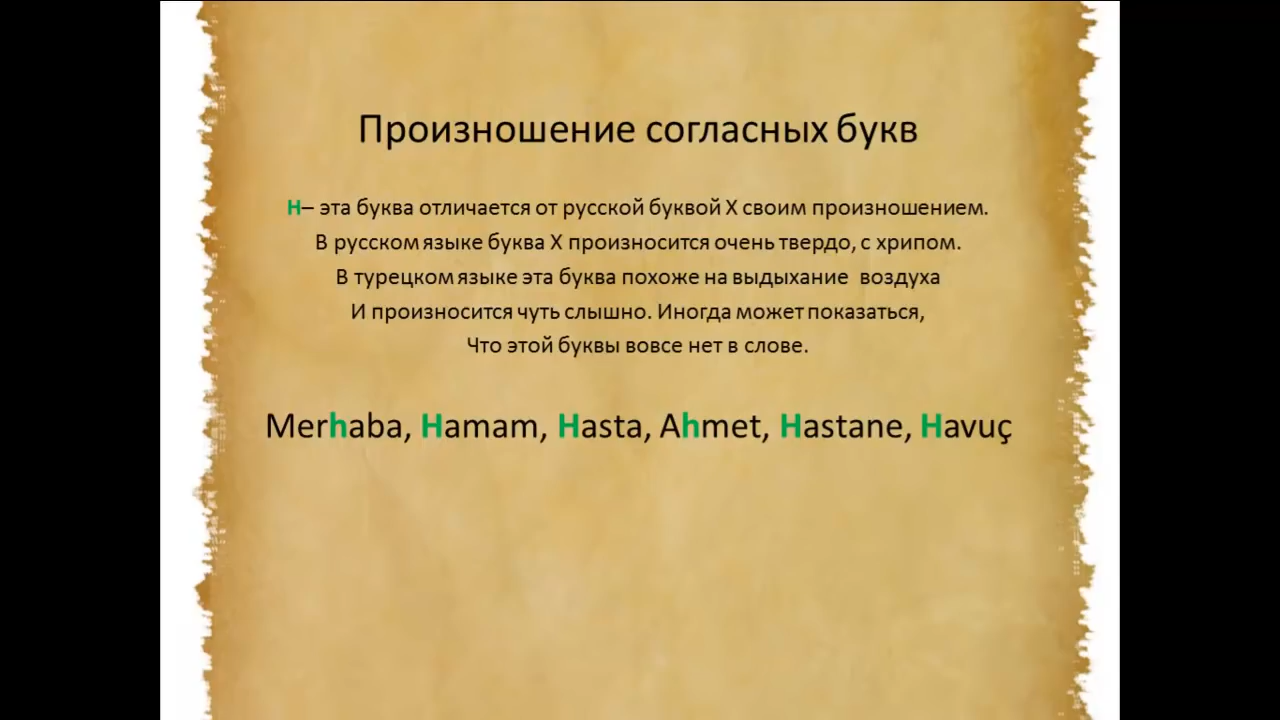 Произношение согласных букв
H– эта буква отличается от русской буквой Х своим произношением.
В русском языке буква Х произносится очень твердо, с хрипом.
В турецком языке эта буква похоже на выдыхание воздуха
И произносится чуть слышно. Иногда может показаться,
Что этой буквы вовсе нет в слове.
Merhaba, Hamam, Hasta, Ahmet, Hastane, Havuç